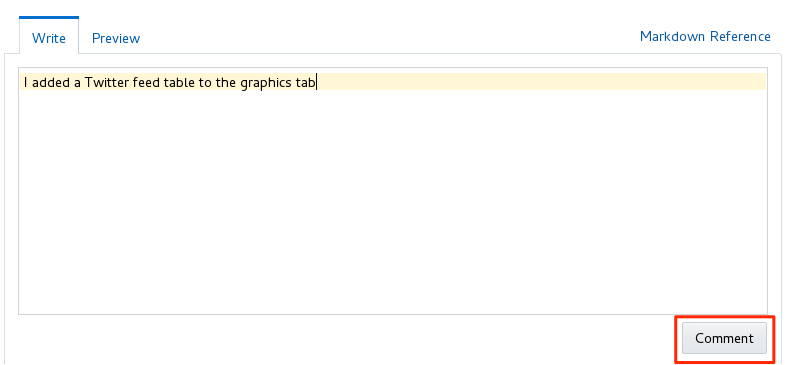 Write Preview Markdown Reference
I added a Twitter feed table to the graphics tab
Comment